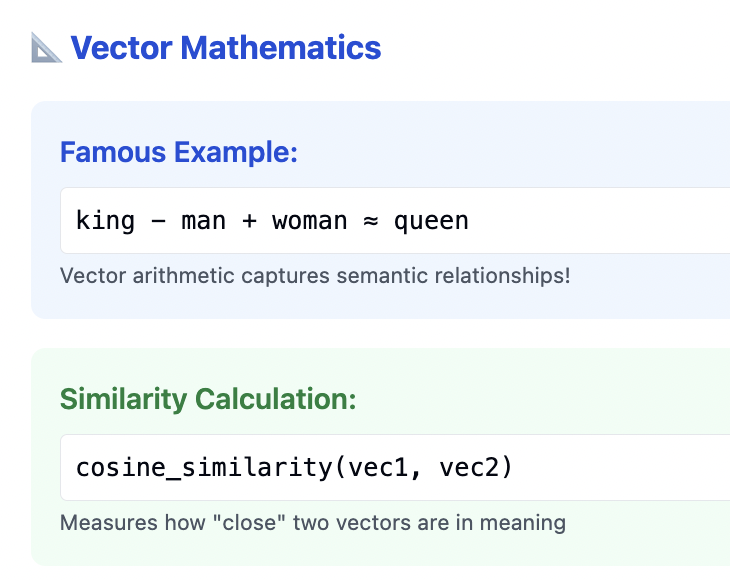 📐 Vector Mathematics
Famous Example:
king − man + woman ≈ queen
Vector arithmetic captures semantic relationships!
Similarity Calculation:
cosine_similarity(vec1, vec2)
Measures how "close" two vectors are in meaning